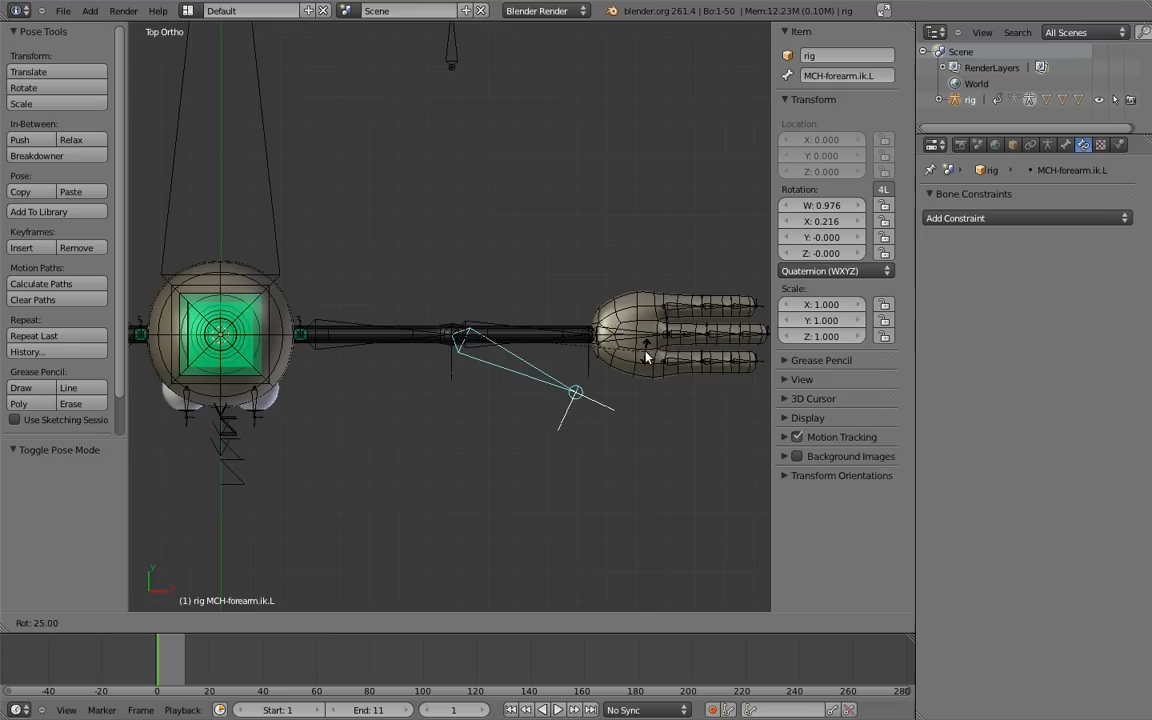 File Add Render Help Default Scene Blender Render blender.org 261.4 | Bo:1-50 | Mem:12.23M (0.10M) | rig
View Search All Scenes
Pose Tools
Transform:
Translate
Rotate
Scale
In-Between:
Push Relax
Breakdowner
Pose:
Copy Paste
Add To Library
Keyframes:
Insert Remove
Motion Paths:
Calculate Paths
Clear Paths
Repeat:
Repeat Last
History...
Grease Pencil:
Draw Line
Poly Erase
Use Sketching Sessio
Toggle Pose Mode
Top Ortho
(1) rig MCH-forearm.ik.L
Item
rig
MCH-forearm.ik.L
Transform
Location:
X: 0.000
Y: 0.000
Z: 0.000
Rotation: 4L
W: 0.976
X: 0.216
Y: -0.000
Z: -0.000
Quaternion (WXYZ)
Scale:
X: 1.000
Y: 1.000
Z: 1.000
Grease Pencil
View
3D Cursor
Display
Motion Tracking
Background Images
Transform Orientations
Scene
RenderLayers |
World
rig |
rig MCH-forearm.ik.L
Bone Constraints
Add Constraint
Rot: 25.00
-40 -20 0 20 40 60 80 100 120 140 160 180 200 220 240 260 280
View Marker Frame Playback Start: 1 End: 11 1 No Sync